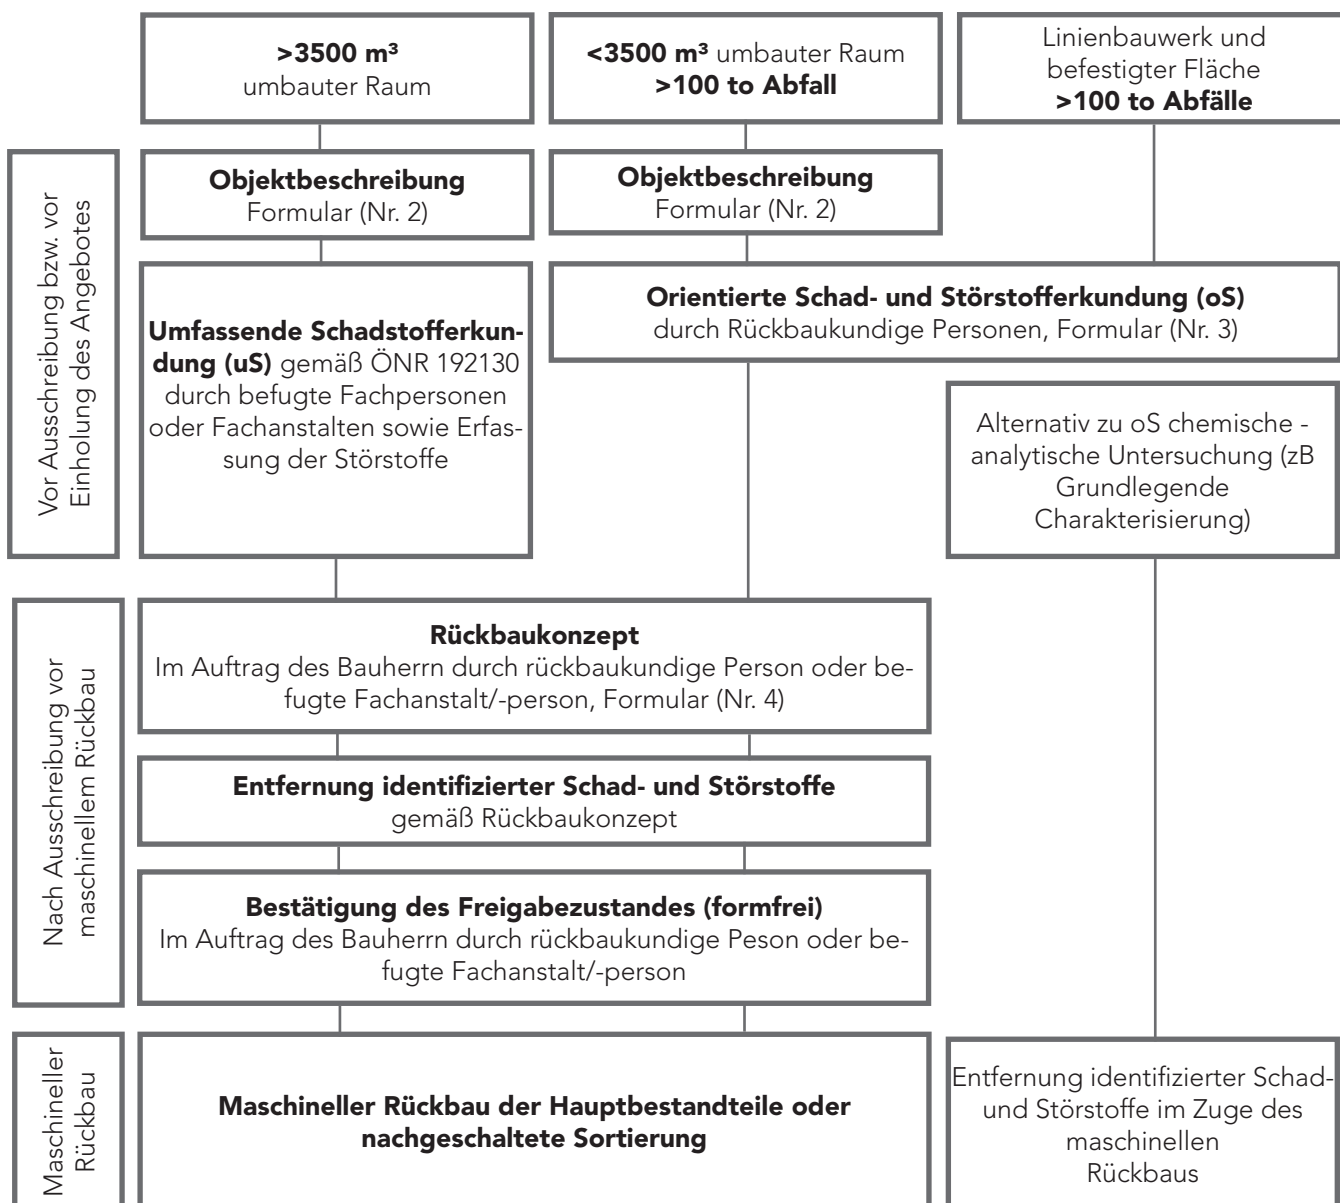 >3500 m³
umbauter Raum
<3500 m³ umbauter Raum
>100 to Abfall
Linienbauwerk und
befestigter Fläche
>100 to Abfälle
Vor Ausschreibung bzw. vor
Einholung des Angebotes
Objektbeschreibung
Formular (Nr. 2)
Objektbeschreibung
Formular (Nr. 2)
Umfassende Schadstofferkun-
dung (uS) gemäß ÖNR 192130
durch befugte Fachpersonen
oder Fachanstalten sowie Erfas-
sung der Störstoffe
Orientierte Schad- und Störstofferkundung (oS)
durch Rückbaukundige Personen, Formular (Nr. 3)
Alternativ zu oS chemische -
analytische Untersuchung (zB
Grundlegende
Charakterisierung)
Nach Ausschreibung vor
maschinellem Rückbau
Rückbaukonzept
Im Auftrag des Bauherrn durch rückbaukundige Person oder be-
fugte Fachanstalt/-person, Formular (Nr. 4)
Entfernung identifizierter Schad- und Störstoffe
gemäß Rückbaukonzept
Bestätigung des Freigabezustandes (formfrei)
Im Auftrag des Bauherrn durch rückbaukundige Peson oder be-
fugte Fachanstalt/-person
Maschineller
Rückbau
Maschineller Rückbau der Hauptbestandteile oder
nachgeschaltete Sortierung
Entfernung identifizierter Schad-
und Störstoffe im Zuge des
maschinellen
Rückbaus